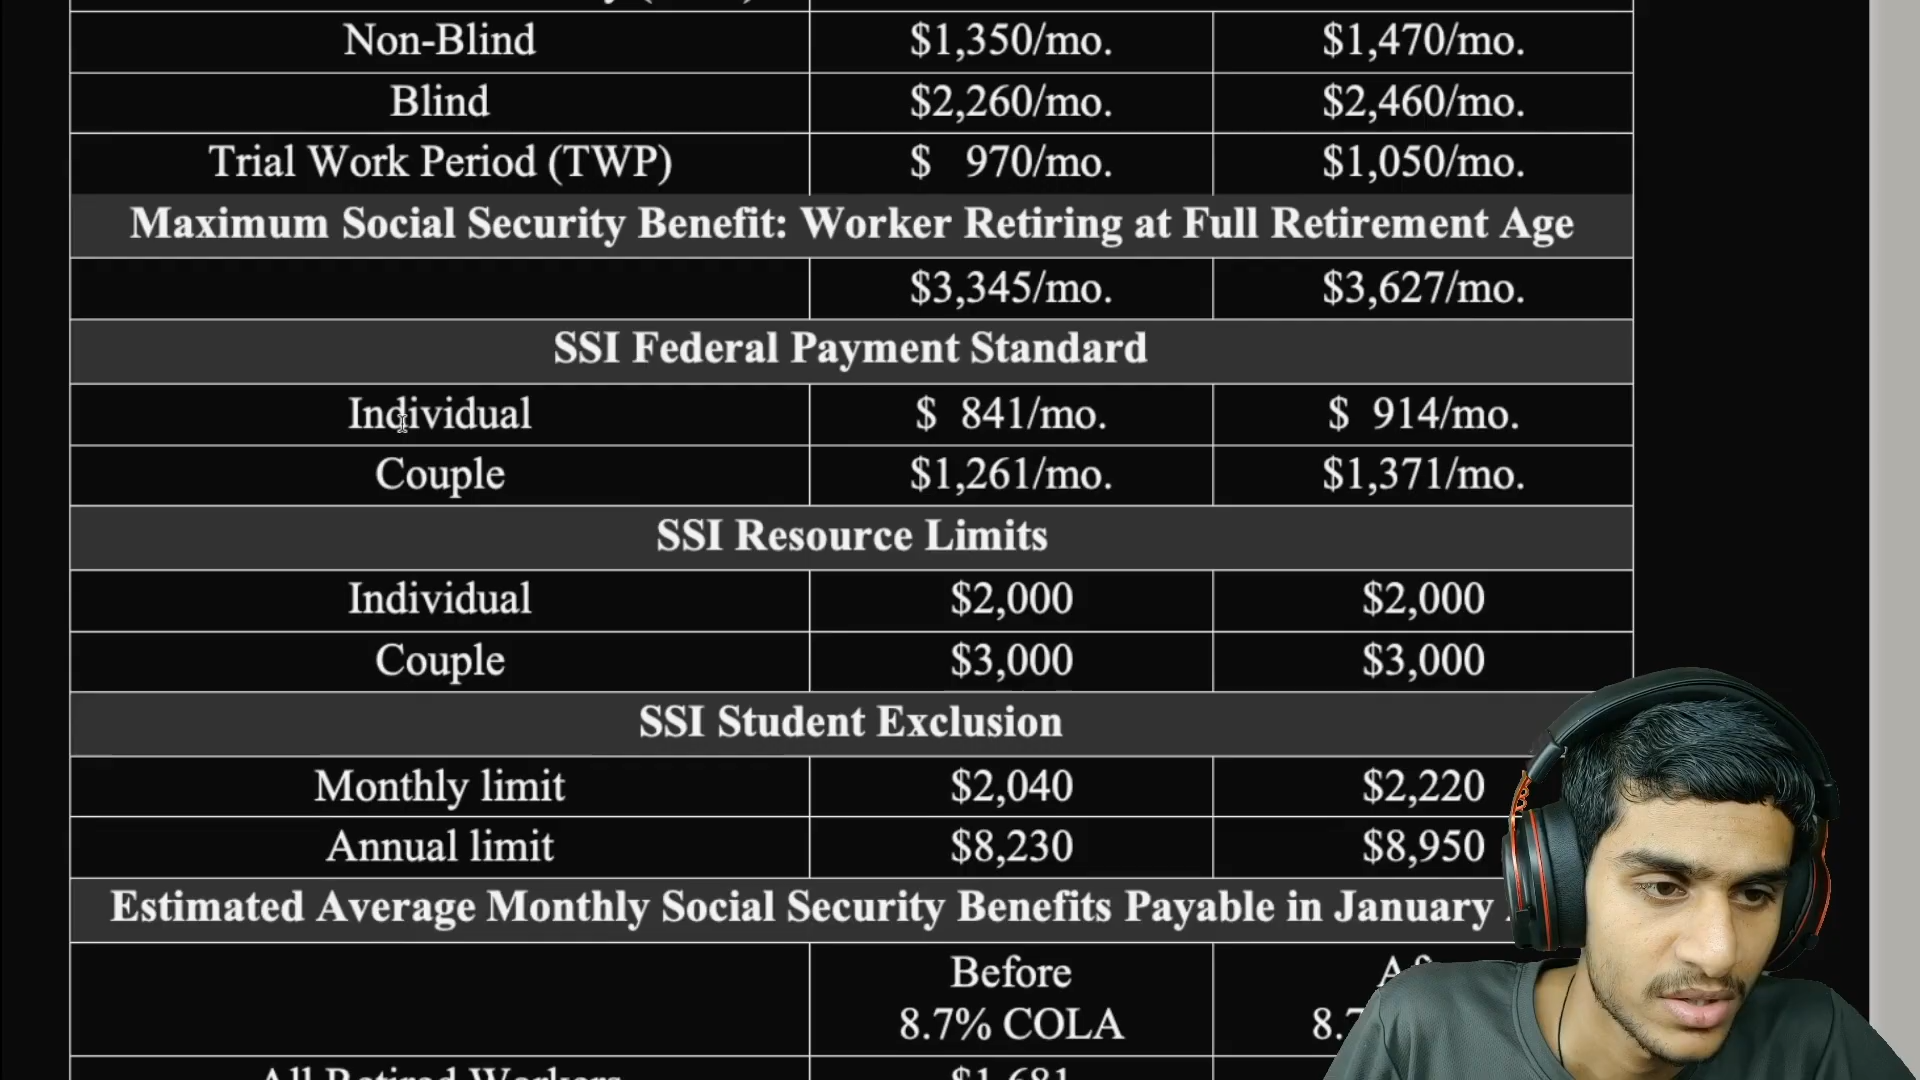 Non-Blind $1,350/mo. $1,470/mo.
Blind $2,260/mo. $2,460/mo.
Trial Work Period (TWP) $ 970/mo. $1,050/mo.
Maximum Social Security Benefit: Worker Retiring at Full Retirement Age
$3,345/mo. $3,627/mo.
SSI Federal Payment Standard
Individual $ 841/mo. $ 914/mo.
Couple $1,261/mo. $1,371/mo.
SSI Resource Limits
Individual $2,000 $2,000
Couple $3,000 $3,000
SSI Student Exclusion
Monthly limit $2,040 $2,220
Annual limit $8,230 $8,950
Estimated Average Monthly Social Security Benefits Payable in January
Before
8.7% COLA
All Retired Workers $1,681